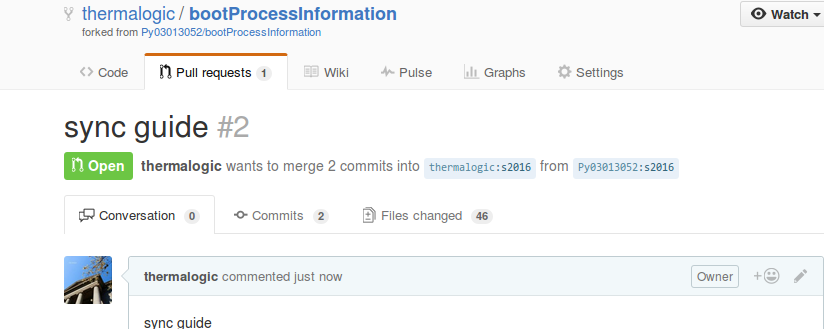 thermalogic / bootProcessInformation
Watch
forked from Py03013052/bootProcessInformation
Code Pull requests 1 Wiki Pulse Graphs Settings
sync guide #2
Open thermalogic wants to merge 2 commits into thermalogic:s2016 from Py03013052:s2016
Conversation 0 Commits 2 Files changed 46
thermalogic commented just now Owner +
sync guide